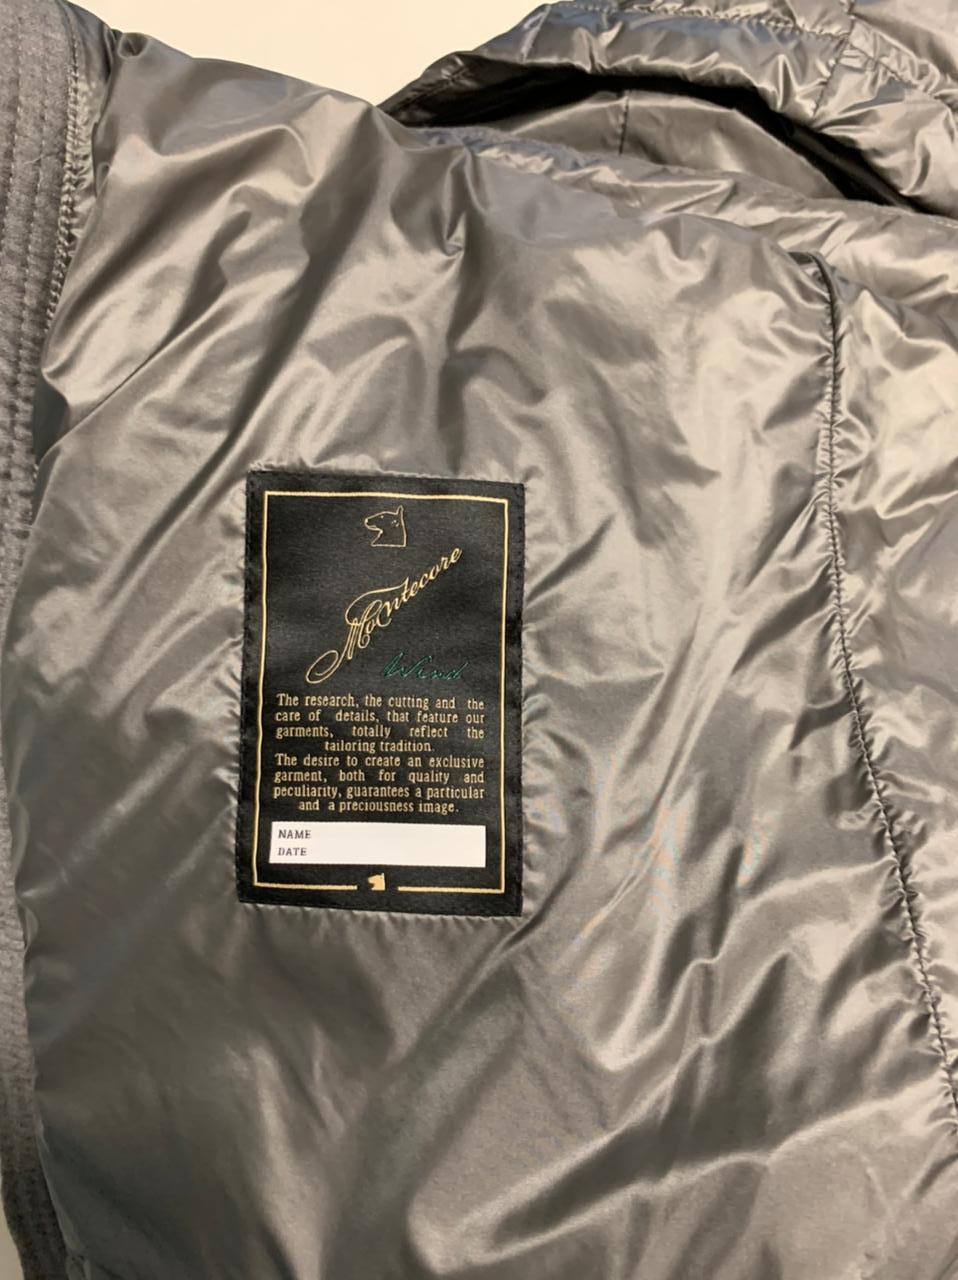 Montecore
Wind
The research, the cutting and the
care of details, that feature our
garments, totally reflect the
tailoring tradition.
The desire to create an exclusive
garment, both for quality and
peculiarity, guarantees a particular
and a preciousness image.
NAME
DATE